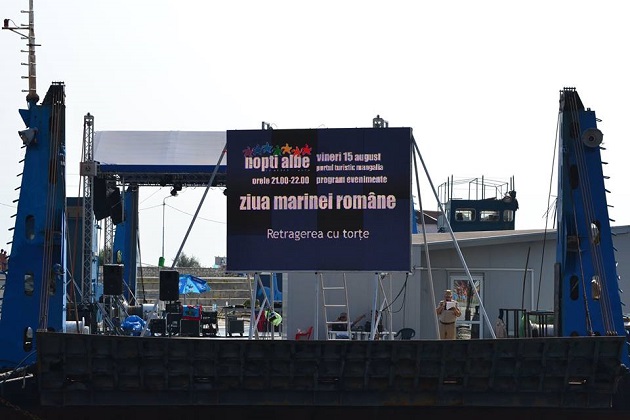 nopti albe
vineri 15 august
portul turistic mangalia
orele 21.00-22.00 program evenimente
ziua marinei române
Retragerea cu torțe